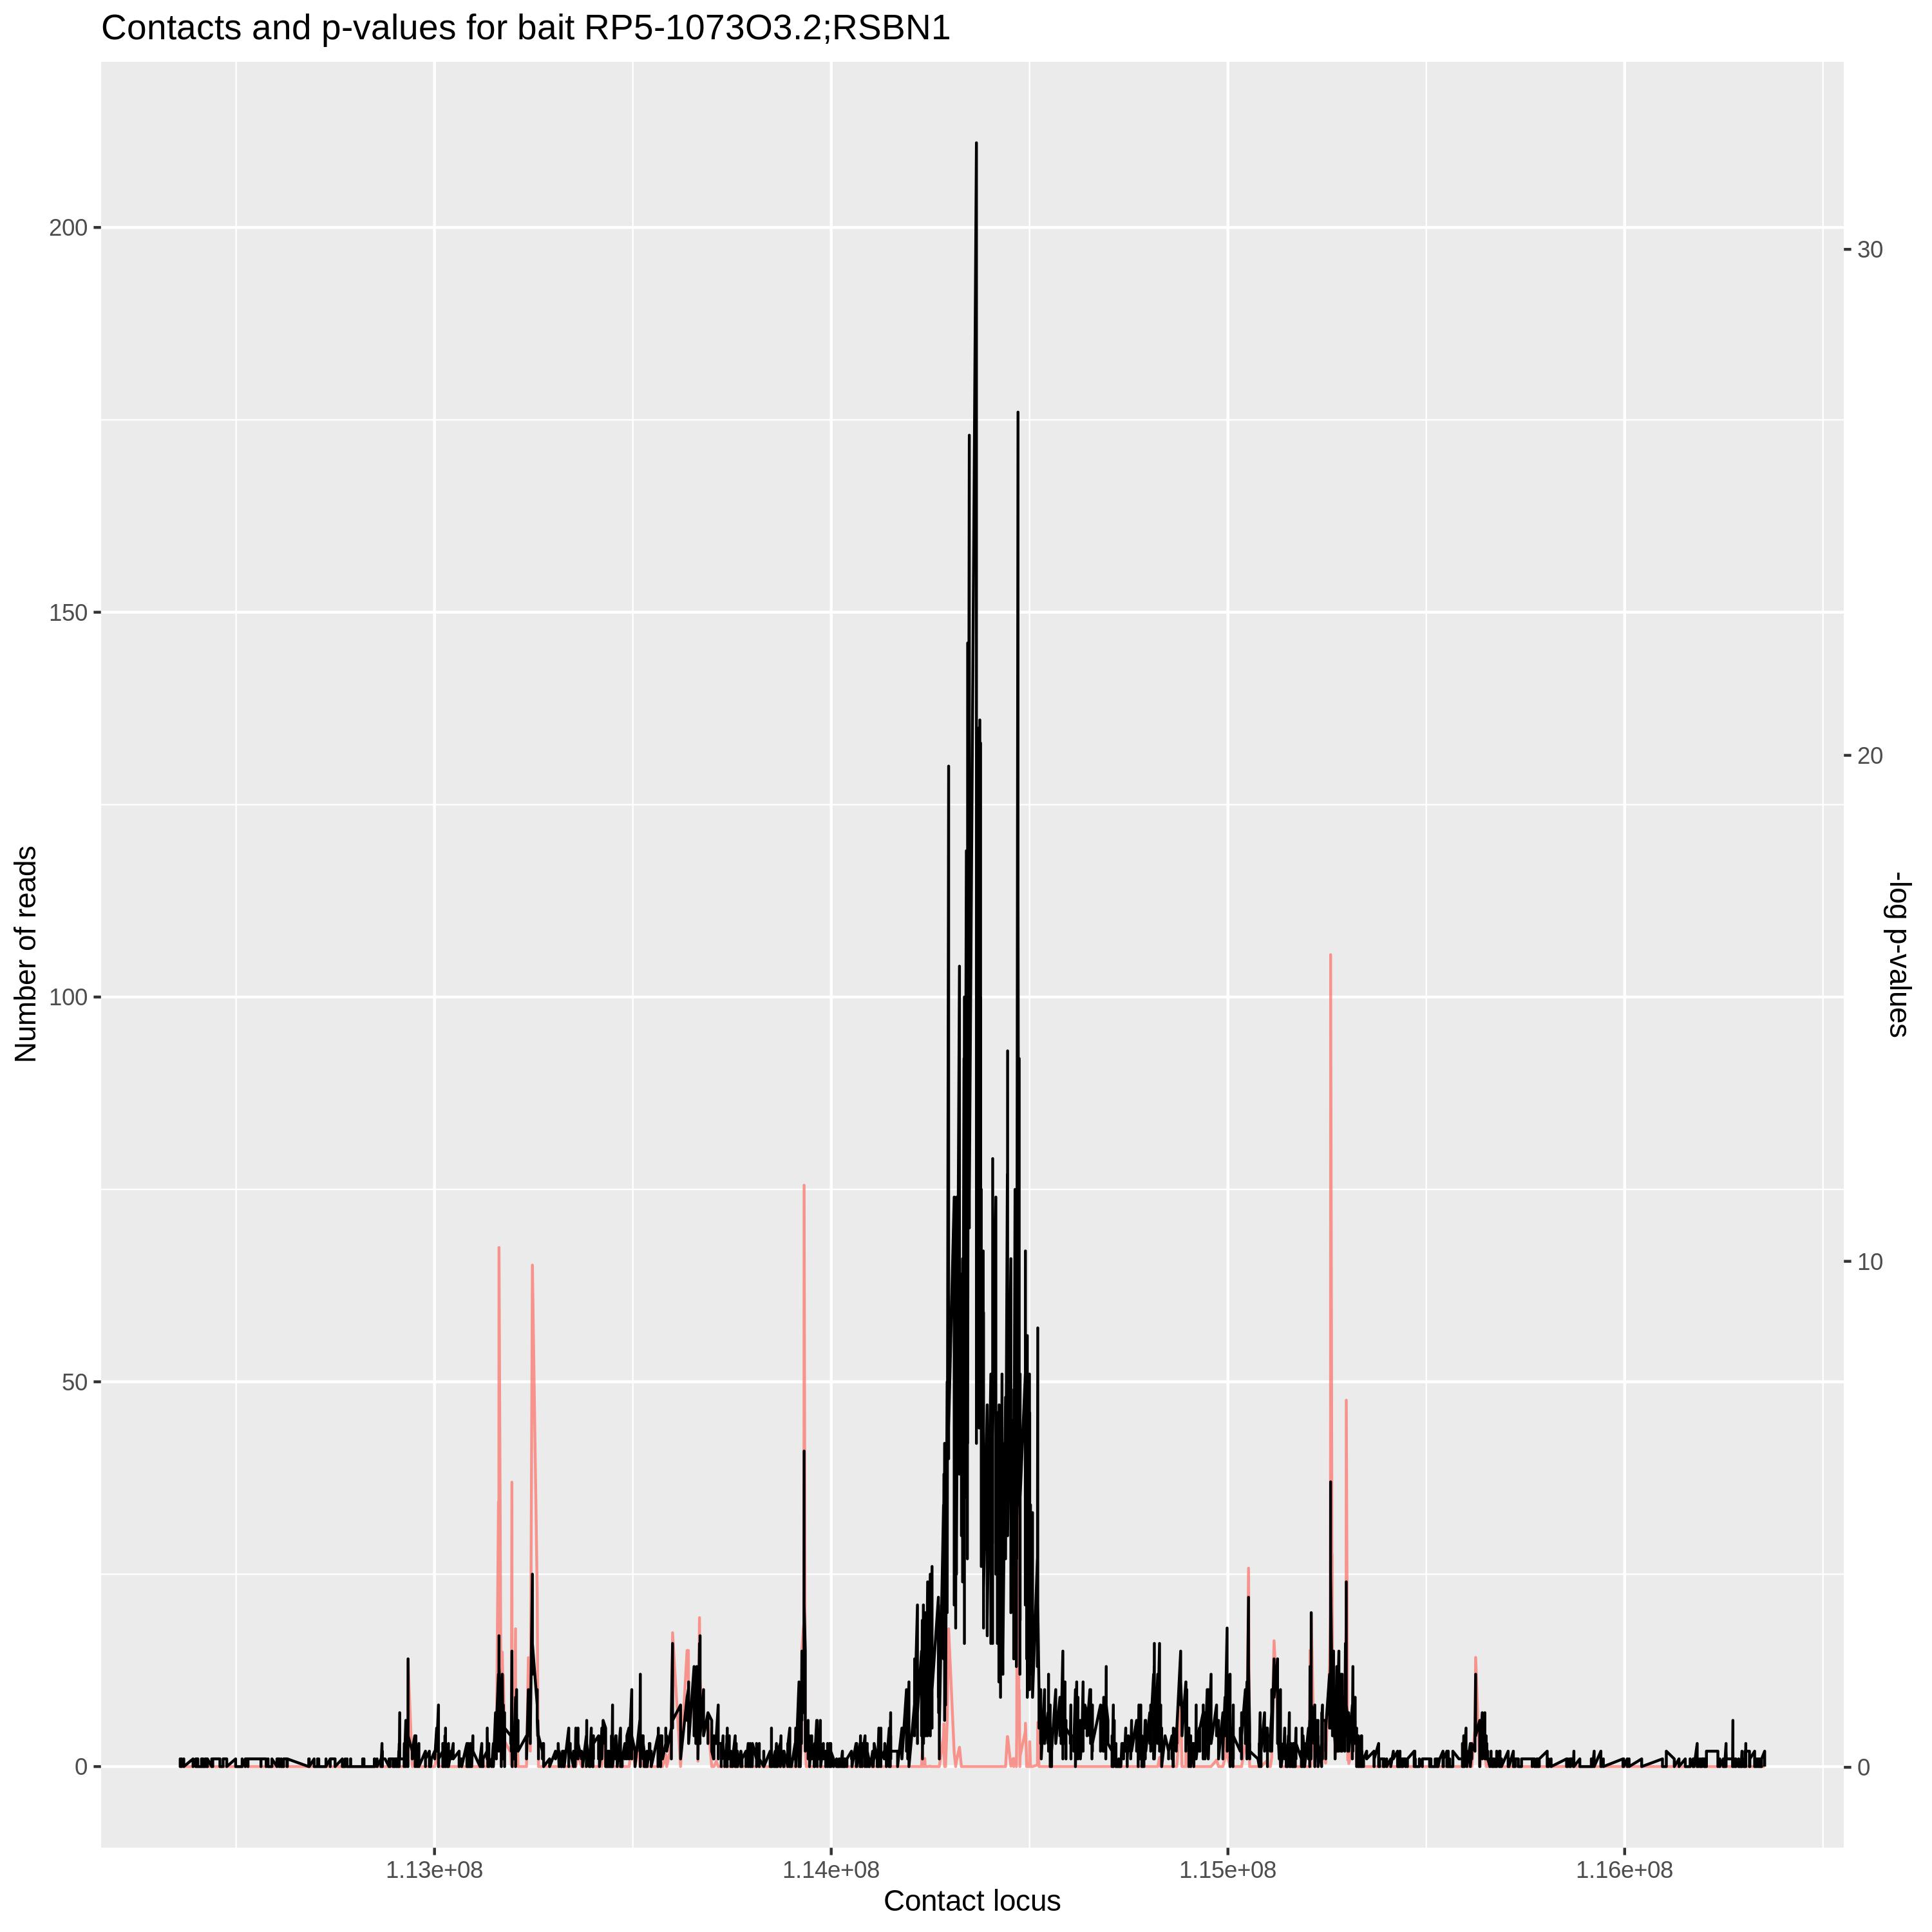 Contacts and p-values for bait RP5-1073O3.2;RSBN1
200
150
100
50
0
30
20
10
0
Number of reads
-log p-values
1.13e+08
1.14e+08
1.15e+08
1.16e+08
Contact locus